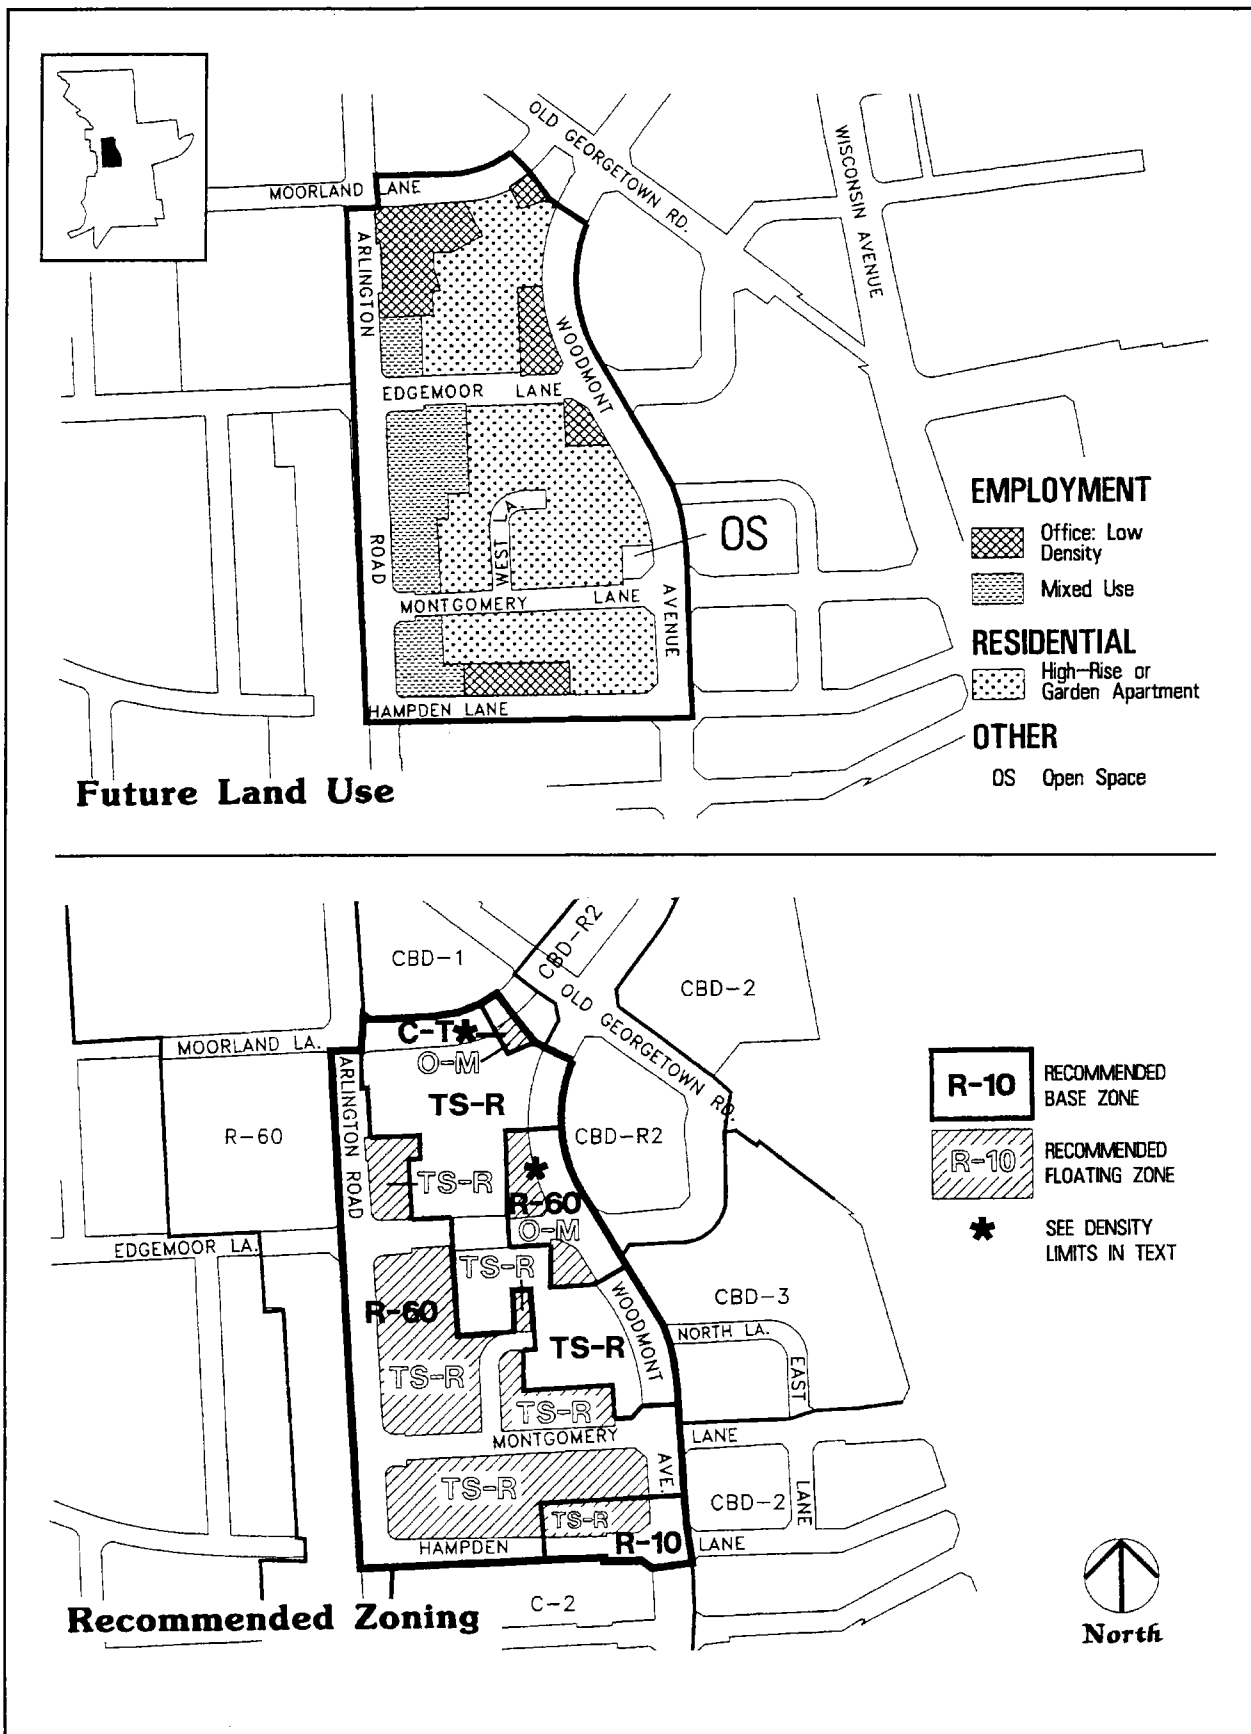 OLD GEORGETOWN RD.
MOORLAND LANE
WISCONSIN AVENUE
ARLINGTON
WOODMONT
EDGEMOOR LANE
ROAD
WEST LA.
OS
MONTGOMERY LANE
AVENUE
HAMPDEN LANE
EMPLOYMENT
Office: Low
Density
Mixed Use
RESIDENTIAL
High-Rise or
Garden Apartment
OTHER
OS Open Space
Future Land Use
CBD-1
CBD-R2
CBD-2
OLD GEORGETOWN RD.
MOORLAND LA.
C-T*
O-M
ARLINGTON ROAD
TS-R
R-60
CBD-R2
TS-R
*
R-60
O-M
EDGEMOOR LA.
TS-R
R-60
WOODMONT
CBD-3
NORTH LA.
TS-R
EAST
TS-R
TS-R
MONTGOMERY LANE
AVE.
TS-R
TS-R
CBD-2
LANE
HAMPDEN LANE
R-10
C-2
R-10
RECOMMENDED
BASE ZONE
R-10
RECOMMENDED
FLOATING ZONE
*
SEE DENSITY
LIMITS IN TEXT
Recommended Zoning
North